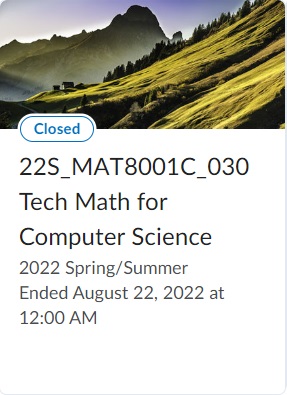 Closed
22S_MAT8001C_030
Tech Math for
Computer Science
2022 Spring/Summer
Ended August 22, 2022 at
12:00 AM